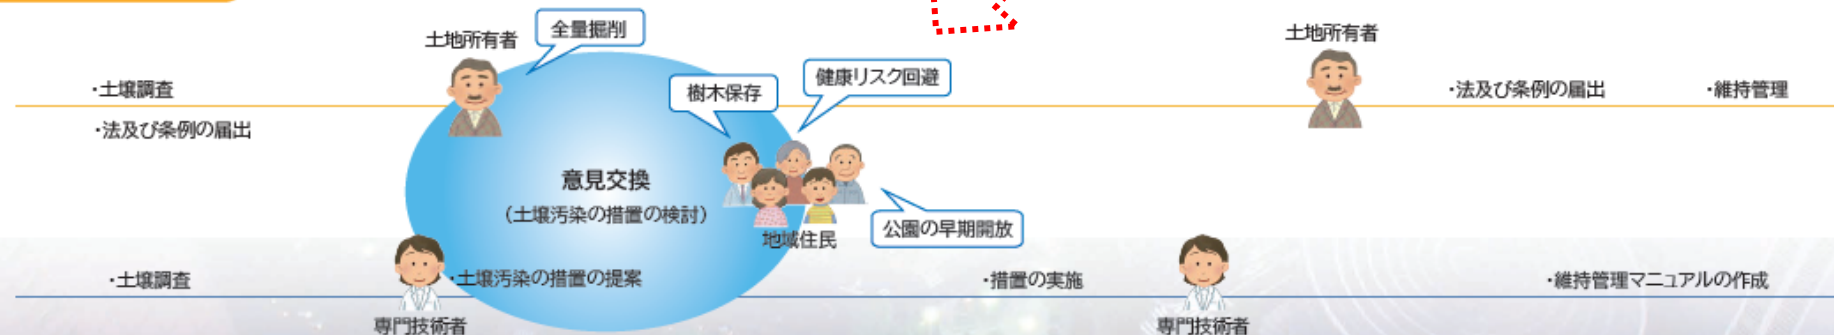 土地所有者
全量掘削
土地所有者
・土壌調査
樹木保存
健康リスク回避
・法及び条例の届出
・維持管理
・法及び条例の届出
意見交換
（土壌汚染の措置の検討）
地域住民
公園の早期開放
・土壌調査
・土壌汚染の措置の提案
・措置の実施
・維持管理マニュアルの作成
専門技術者
専門技術者